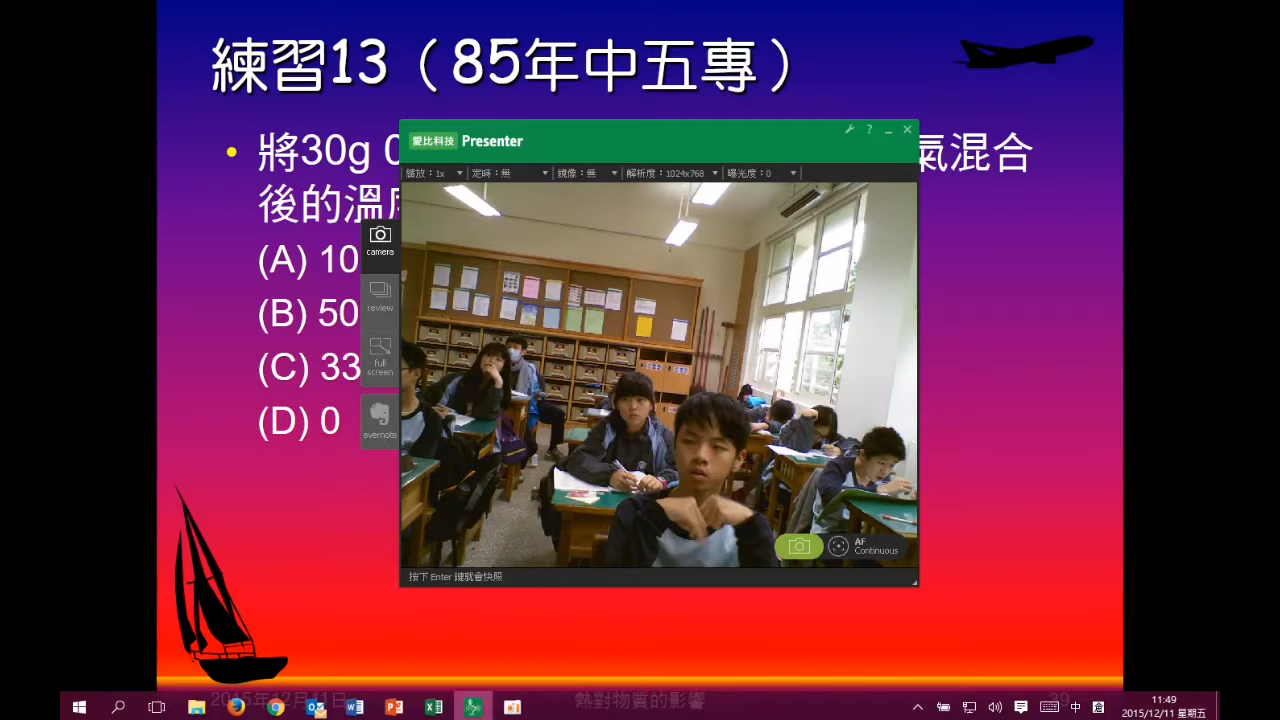 練習13（85年中五專）
• 將30g 0
氣混合
後的溫度
(A) 10
(B) 50
(C) 33
(D) 0
愛比科技 Presenter
縮放：1x 定時：無 鏡像：無 解析度：1024x768 曝光度：0
camera
review
full
screen
evernote
AF
Continuous
按下 Enter 鍵就會快照
2015年12月11日
熱對物質的影響
39
中 倉
11:49
2015/12/11 星期五